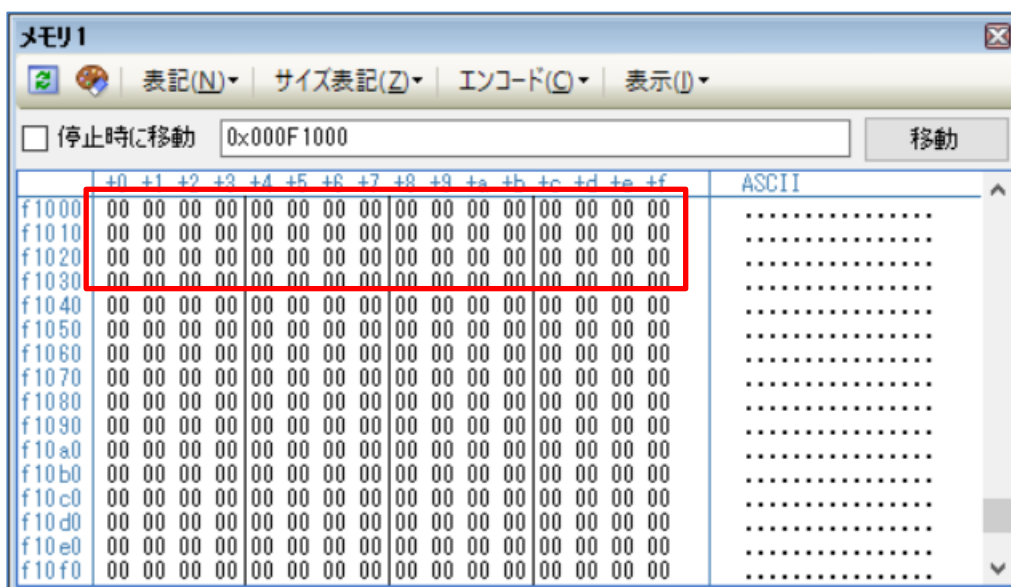 メモリ1
表記(N)▾ サイズ表記(Z)▾ エンコード(C)▾ 表示(I)▾
停止時に移動 0x000F1000 移動
+0 +1 +2 +3 +4 +5 +6 +7 +8 +9 +a +b +c +d +e +f ASCII
f1000 00 00 00 00 00 00 00 00 00 00 00 00 00 00 00 00 ................
f1010 00 00 00 00 00 00 00 00 00 00 00 00 00 00 00 00 ................
f1020 00 00 00 00 00 00 00 00 00 00 00 00 00 00 00 00 ................
f1030 00 00 00 00 00 00 00 00 00 00 00 00 00 00 00 00 ................
f1040 00 00 00 00 00 00 00 00 00 00 00 00 00 00 00 00 ................
f1050 00 00 00 00 00 00 00 00 00 00 00 00 00 00 00 00 ................
f1060 00 00 00 00 00 00 00 00 00 00 00 00 00 00 00 00 ................
f1070 00 00 00 00 00 00 00 00 00 00 00 00 00 00 00 00 ................
f1080 00 00 00 00 00 00 00 00 00 00 00 00 00 00 00 00 ................
f1090 00 00 00 00 00 00 00 00 00 00 00 00 00 00 00 00 ................
f10a0 00 00 00 00 00 00 00 00 00 00 00 00 00 00 00 00 ................
f10b0 00 00 00 00 00 00 00 00 00 00 00 00 00 00 00 00 ................
f10c0 00 00 00 00 00 00 00 00 00 00 00 00 00 00 00 00 ................
f10d0 00 00 00 00 00 00 00 00 00 00 00 00 00 00 00 00 ................
f10e0 00 00 00 00 00 00 00 00 00 00 00 00 00 00 00 00 ................
f10f0 00 00 00 00 00 00 00 00 00 00 00 00 00 00 00 00 ................